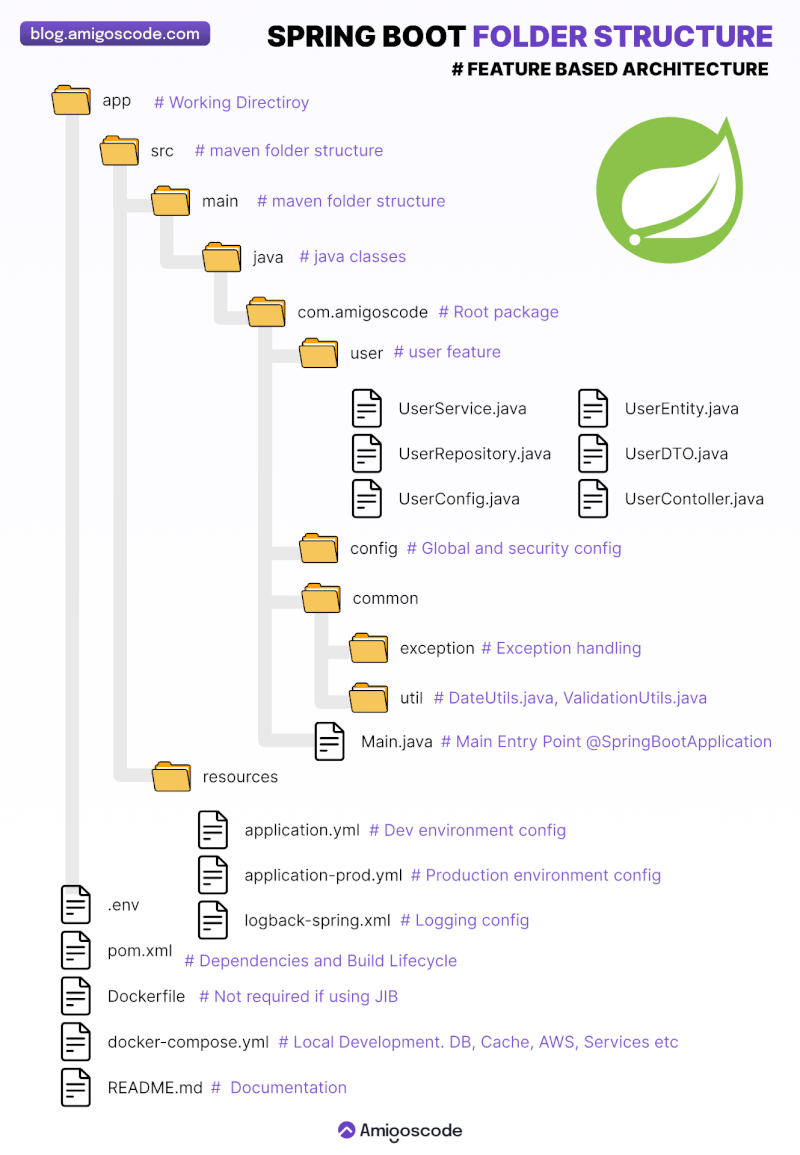 blog.amigoscode.com
SPRING BOOT FOLDER STRUCTURE
# FEATURE BASED ARCHITECTURE
app # Working Directiroy
src # maven folder structure
main # maven folder structure
java # java classes
com.amigoscode # Root package
user # user feature
UserService.java UserEntity.java
UserRepository.java UserDTO.java
UserConfig.java UserContoller.java
config # Global and security config
common
exception # Exception handling
util # DateUtils.java, ValidationUtils.java
Main.java # Main Entry Point @SpringBootApplication
resources
application.yml # Dev environment config
application-prod.yml # Production environment config
.env
logback-spring.xml # Logging config
pom.xml # Dependencies and Build Lifecycle
Dockerfile # Not required if using JIB
docker-compose.yml # Local Development. DB, Cache, AWS, Services etc
README.md # Documentation
Amigoscode